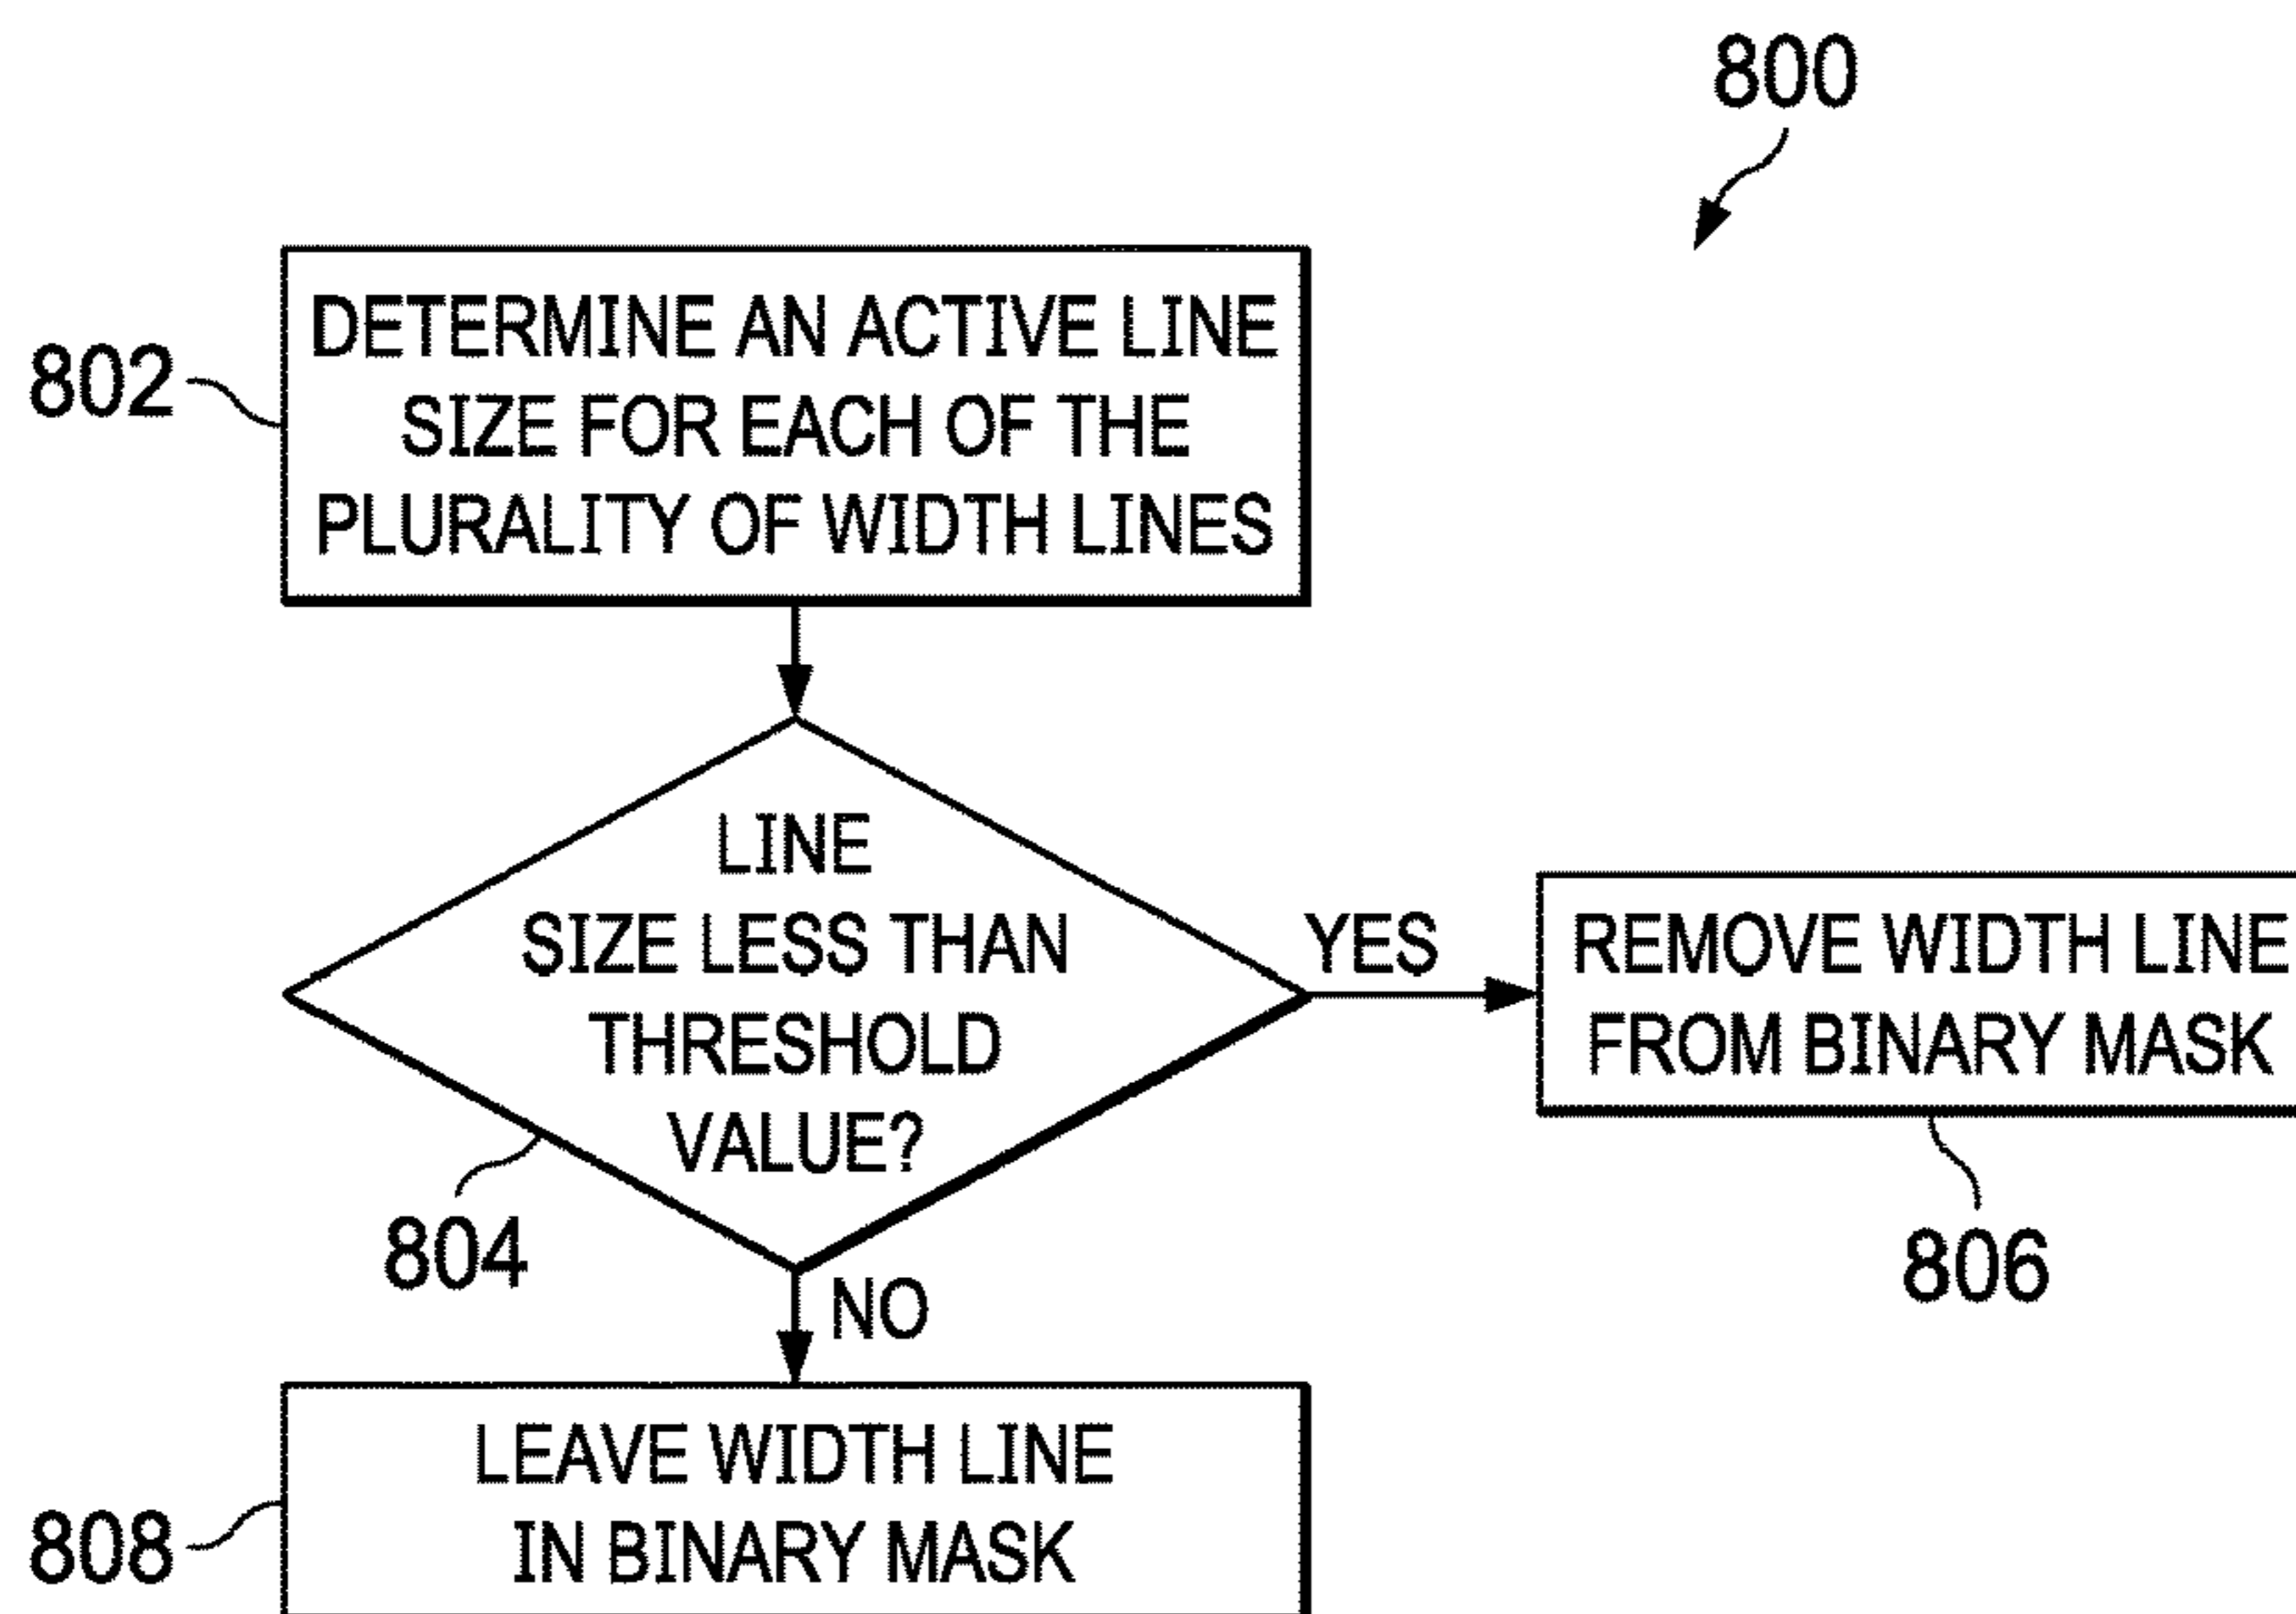 800
802
DETERMINE AN ACTIVE LINE
SIZE FOR EACH OF THE
PLURALITY OF WIDTH LINES
LINE
SIZE LESS THAN
THRESHOLD
VALUE?
804
YES
REMOVE WIDTH LINE
FROM BINARY MASK
806
NO
808
LEAVE WIDTH LINE
IN BINARY MASK